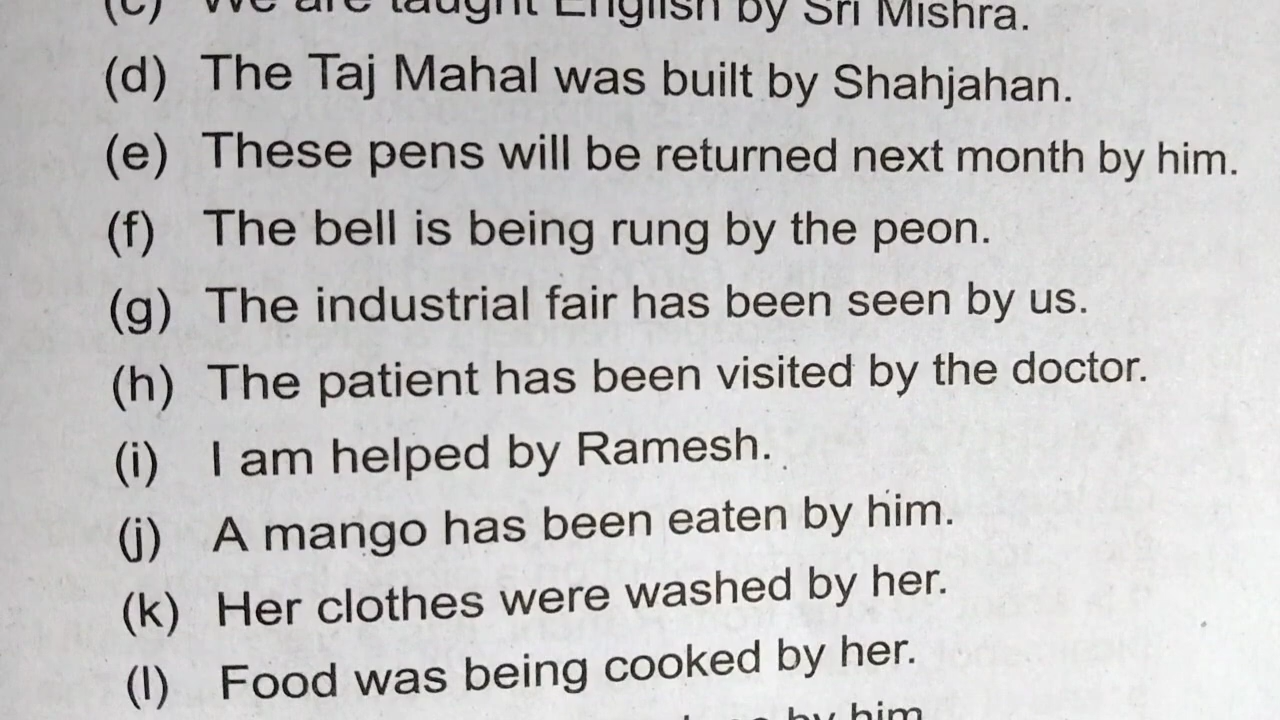 (c) We are taught English by Sri Mishra.
(d) The Taj Mahal was built by Shahjahan.
(e) These pens will be returned next month by him.
(f) The bell is being rung by the peon.
(g) The industrial fair has been seen by us.
(h) The patient has been visited by the doctor.
(i) I am helped by Ramesh.
(j) A mango has been eaten by him.
(k) Her clothes were washed by her.
(l) Food was being cooked by her.
by him